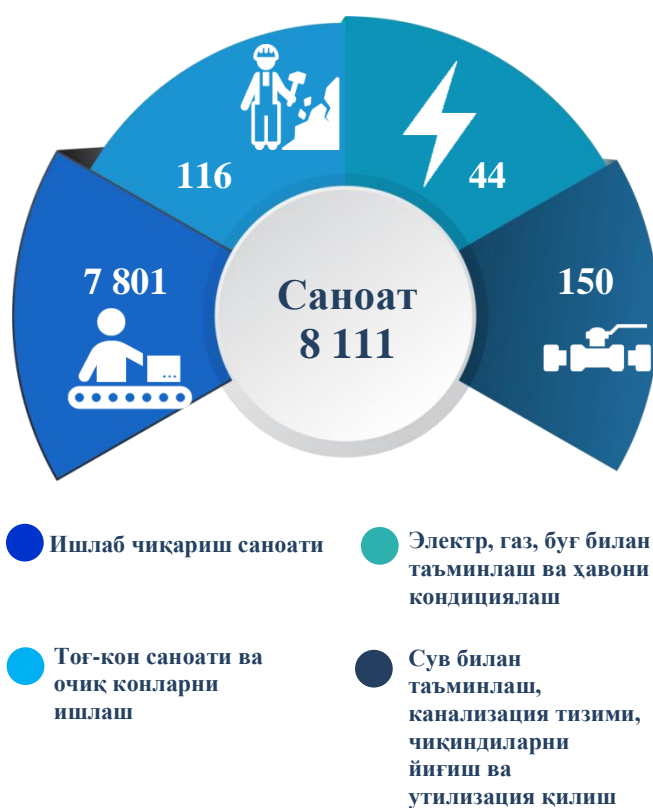 116
44
7 801
150
Саноат
8 111
Ишлаб чиқариш саноати
Электр, газ, буғ билан
таъминлаш ва ҳавони
кондициялаш
Тоғ-кон саноати ва
очиқ конларни
ишлаш
Сув билан
таъминлаш,
канализация тизими,
чиқиндиларни
йиғиш ва
утилизация қилиш